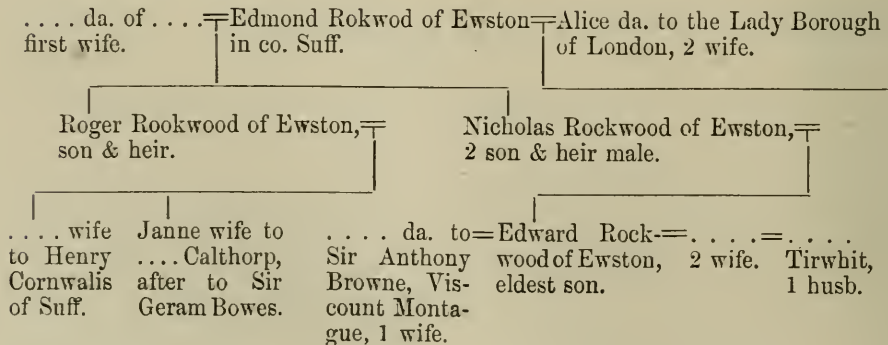 . . . . da. of . . . .=Edmond Rokwod of Ewston=Alice da. to the Lady Borough
first wife. in co. Suff. of London, 2 wife.
Roger Rookwood of Ewston,= Nicholas Rockwood of Ewston,=
son & heir. 2 son & heir male.
. . . . wife Janne wife to . . . . da. to=Edward Rock-=. . . .=. . . .
to Henry . . . . Calthorp, Sir Anthony wood of Ewston, 2 wife. Tirwhit,
Cornwalis after to Sir Browne, Vis- eldest son. 1 husb.
of Suff. Geram Bowes. count Monta-
gue, 1 wife.